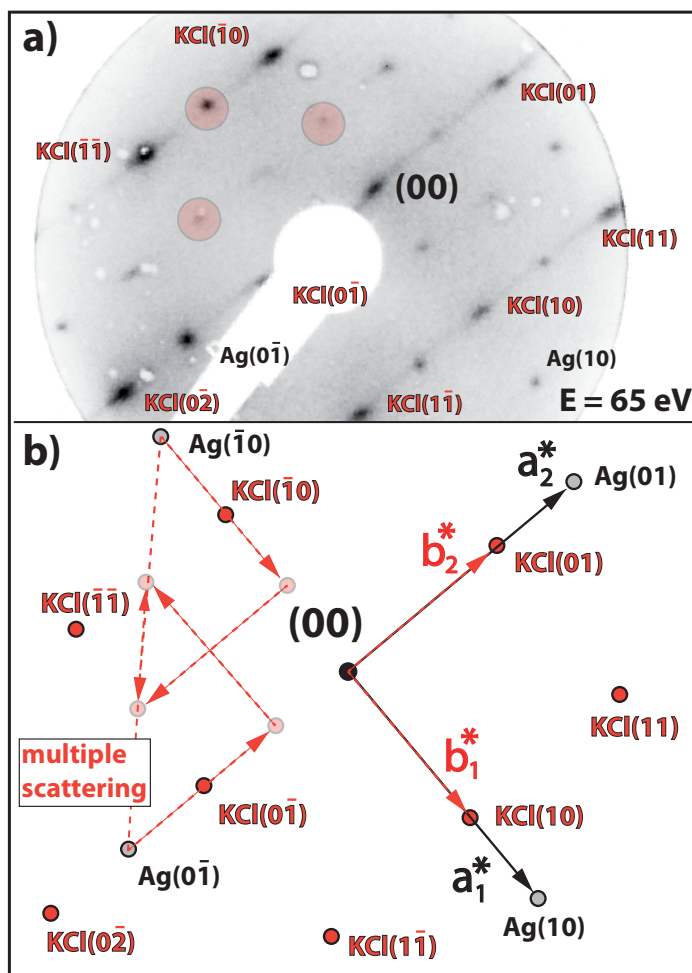 a)
KCl(1̄0)
KCl(01)
KCl(1̄1̄)
(00)
KCl(11)
KCl(01̄)
KCl(10)
Ag(01̄)
Ag(10)
KCl(02̄)
KCl(11̄)
E = 65 eV
b)
Ag(1̄0)
a₂*
Ag(01)
KCl(1̄0)
b₂*
KCl(01)
KCl(1̄1̄)
(00)
KCl(11)
b₁*
multiple
scattering
KCl(01̄)
KCl(10)
Ag(01̄)
a₁*
Ag(10)
KCl(02̄)
KCl(11̄)